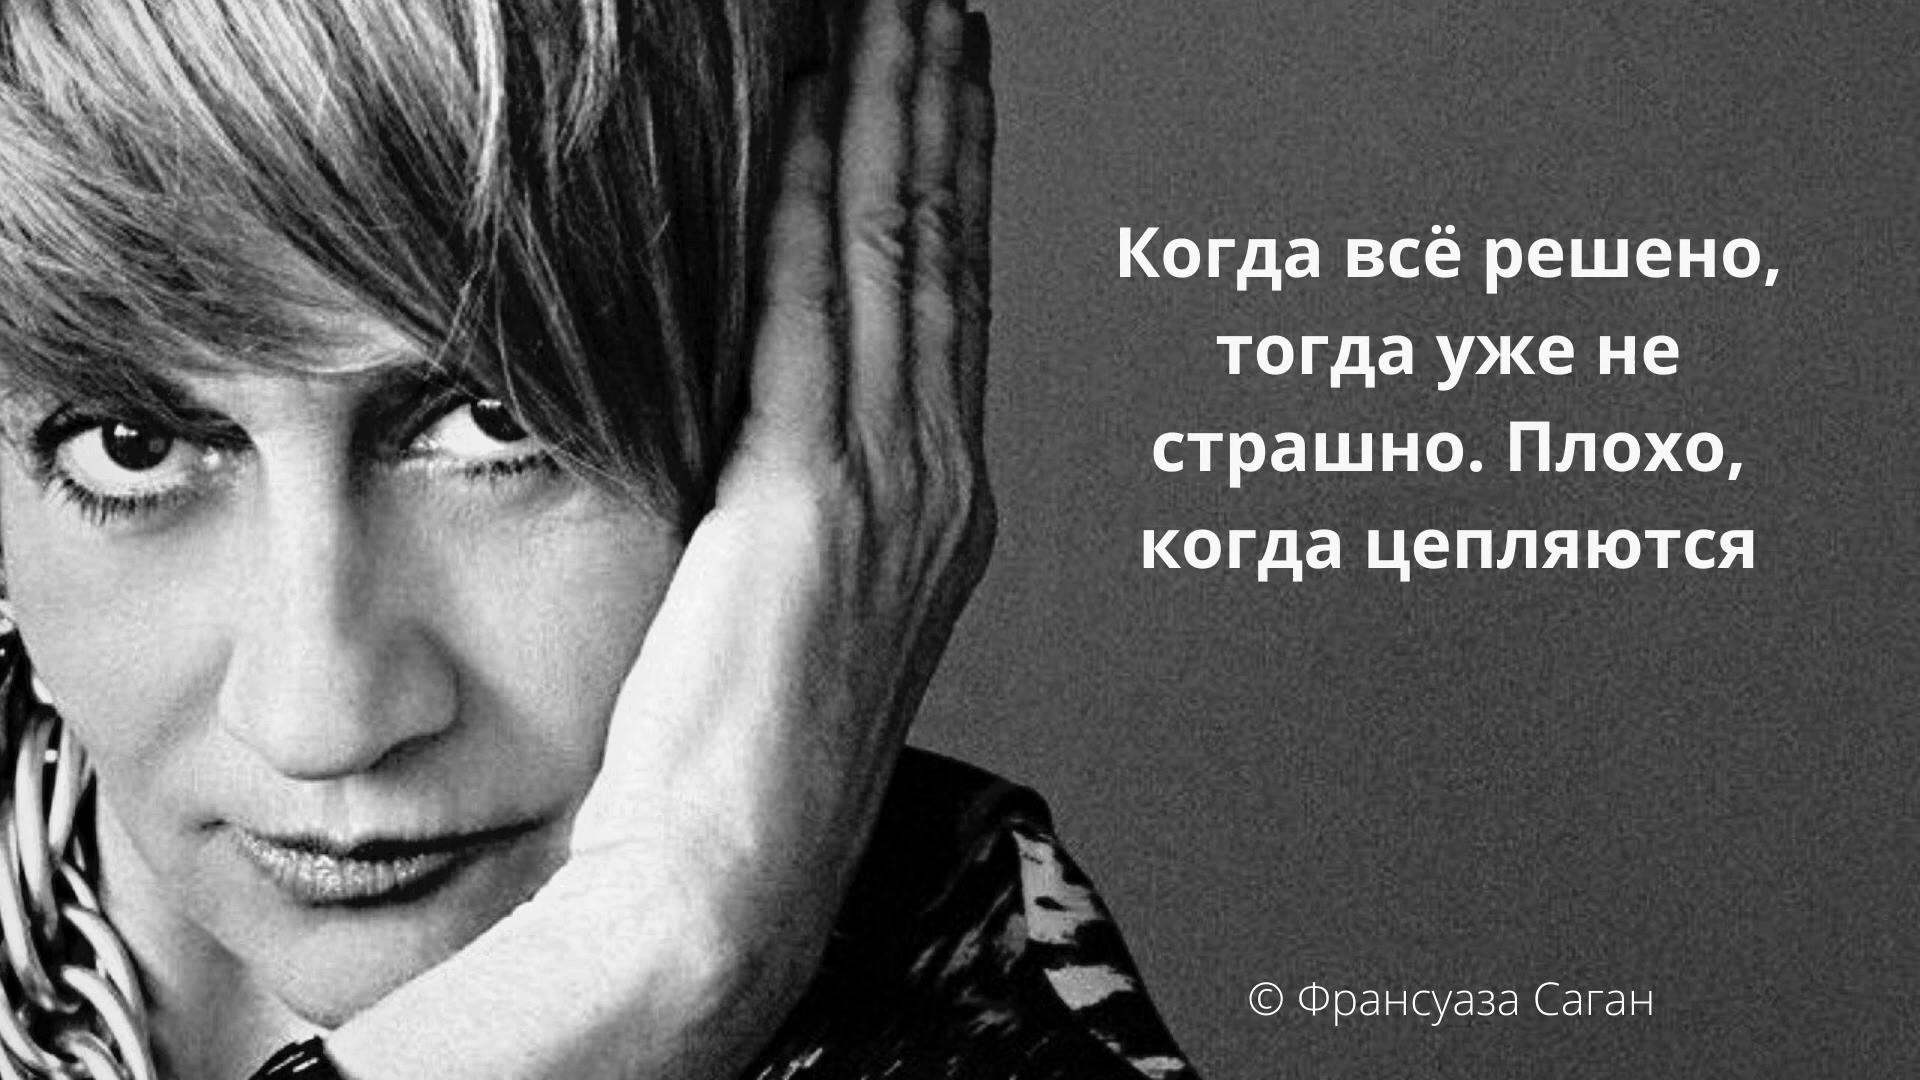 Когда всё решено,
тогда уже не
страшно. Плохо,
когда цепляются
© Франсуаза Саган